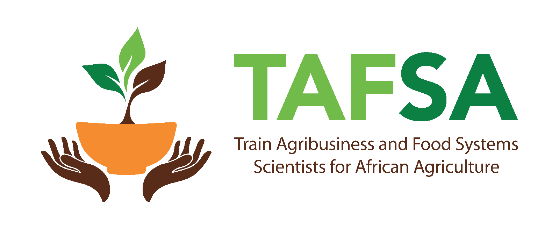 TAFSA
Train Agribusiness and Food Systems
Scientists for African Agriculture